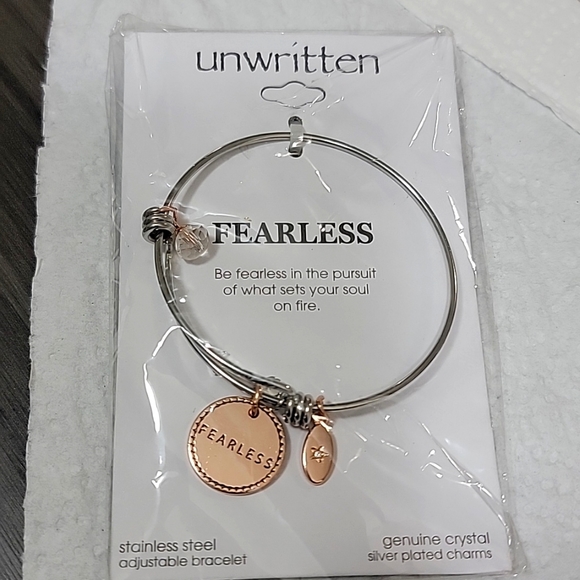 unwritten
FEARLESS
Be fearless in the pursuit
of what sets your soul
on fire.
FEARLESS
stainless steel
adjustable bracelet
genuine crystal
silver plated charms